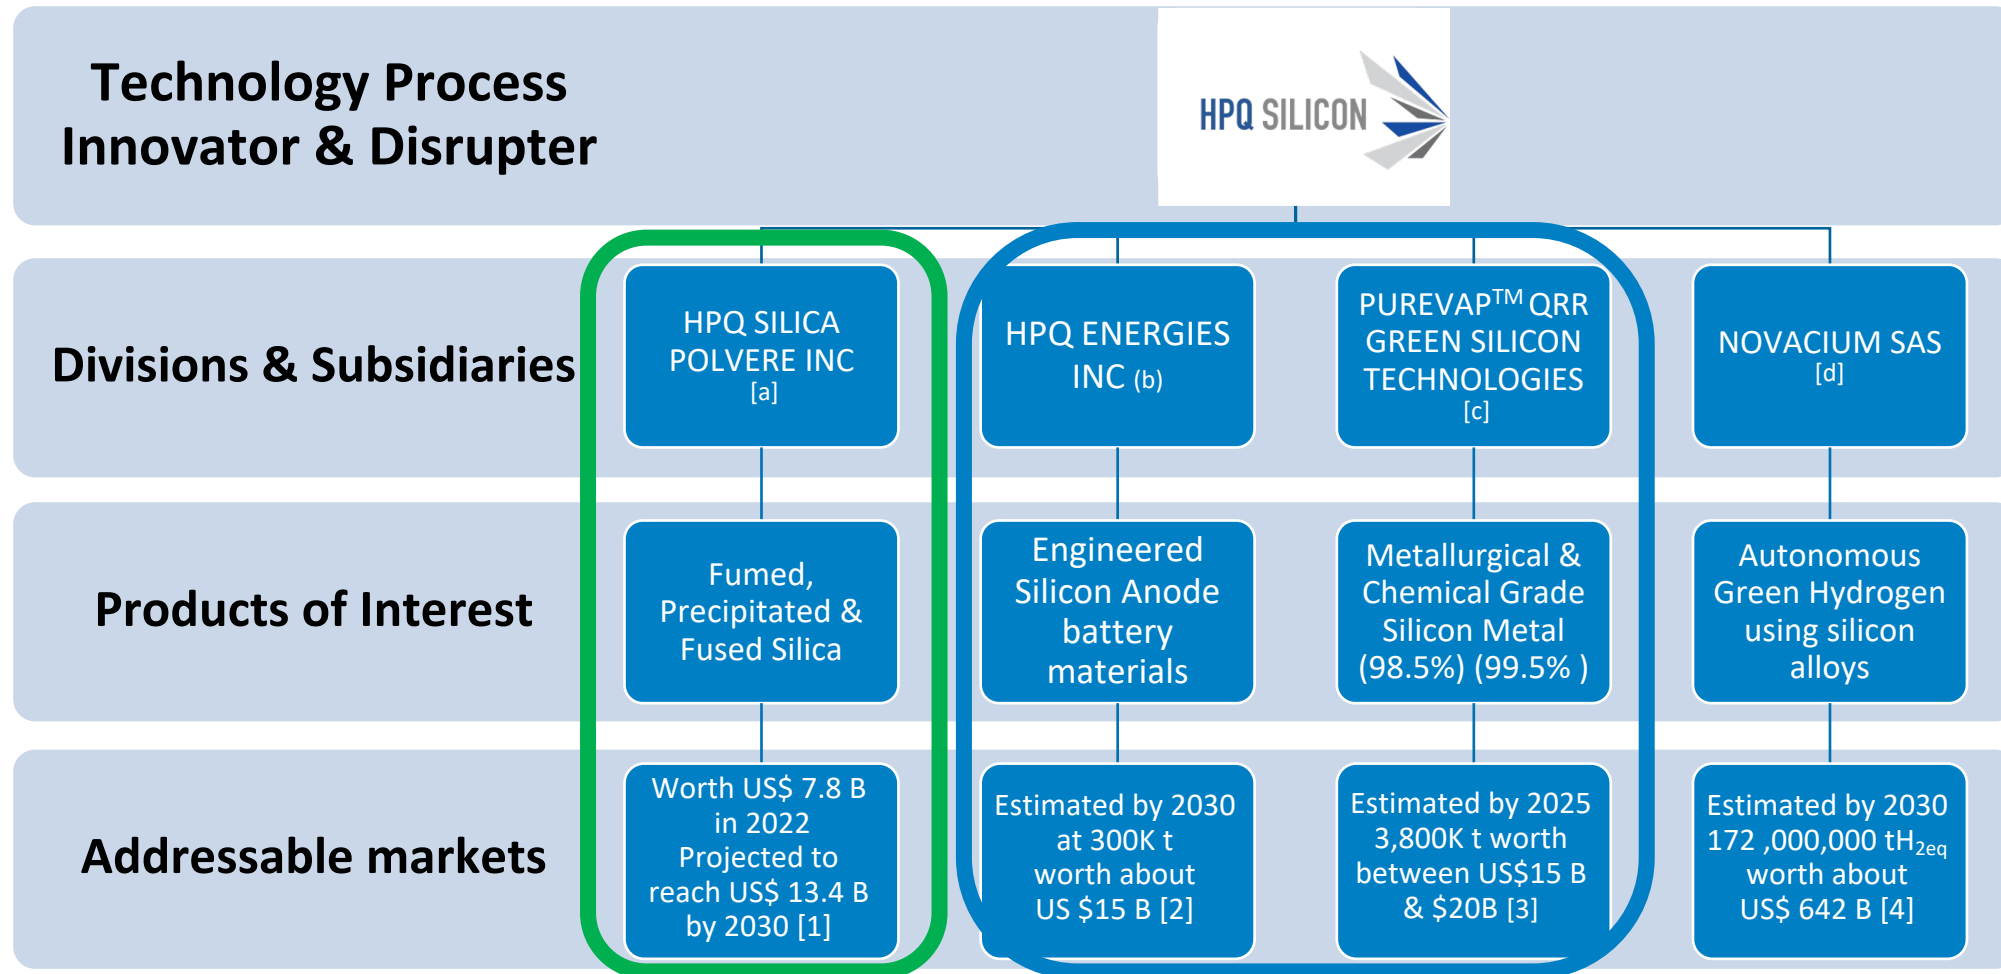 Technology Process
Innovator & Disrupter
HPQ SILICON
Divisions & Subsidiaries
HPQ SILICA
POLVERE INC
[a]
HPQ ENERGIES
INC (b)
PUREVAP™ QRR
GREEN SILICON
TECHNOLOGIES
[c]
NOVACIUM SAS
[d]
Products of Interest
Fumed,
Precipitated &
Fused Silica
Engineered
Silicon Anode
battery
materials
Metallurgical &
Chemical Grade
Silicon Metal
(98.5%) (99.5% )
Autonomous
Green Hydrogen
using silicon
alloys
Addressable markets
Worth US$ 7.8 B
in 2022
Projected to
reach US$ 13.4 B
by 2030 [1]
Estimated by 2030
at 300K t
worth about
US $15 B [2]
Estimated by 2025
3,800K t worth
between US$15 B
& $20B [3]
Estimated by 2030
172 ,000,000 tH₂eq
worth about
US$ 642 B [4]